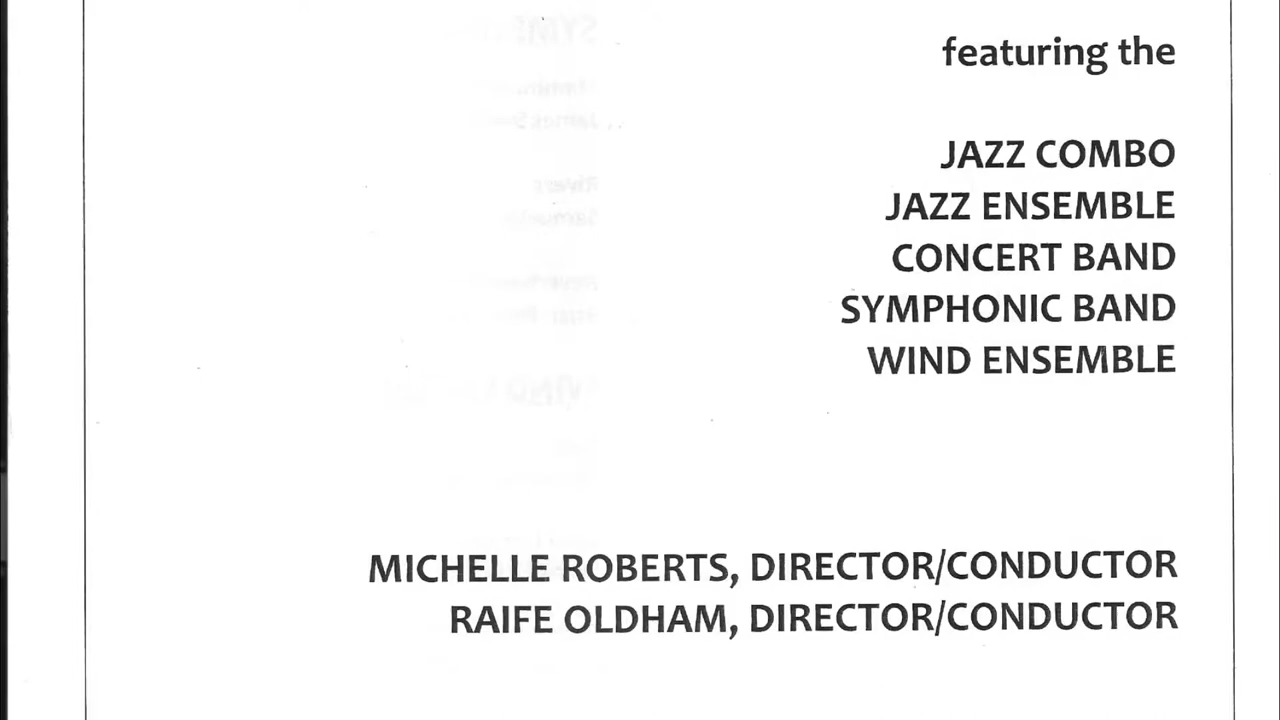 featuring the
JAZZ COMBO
JAZZ ENSEMBLE
CONCERT BAND
SYMPHONIC BAND
WIND ENSEMBLE
MICHELLE ROBERTS, DIRECTOR/CONDUCTOR
RAIFE OLDHAM, DIRECTOR/CONDUCTOR